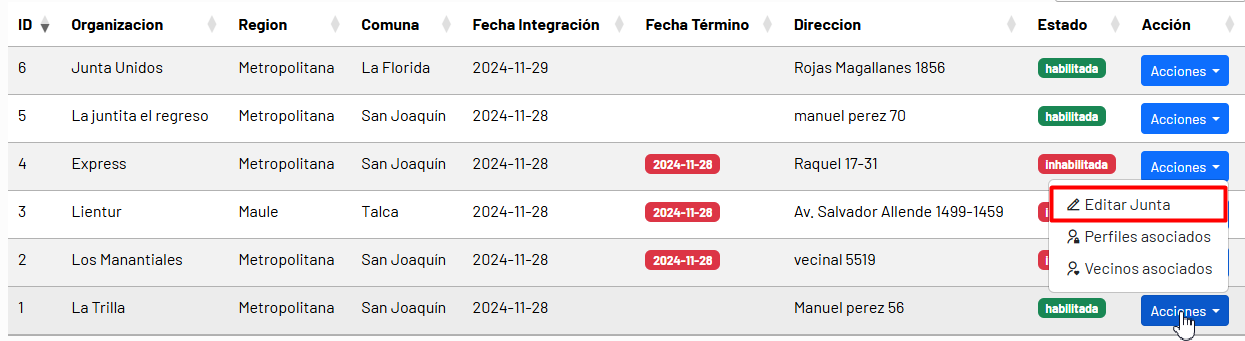 ID Organizacion Region Comuna Fecha Integración Fecha Término Direccion Estado Acción
6 Junta Unidos Metropolitana La Florida 2024-11-29 Rojas Magallanes 1856 habilitada Acciones
5 La juntita el regreso Metropolitana San Joaquín 2024-11-28 manuel perez 70 habilitada Acciones
4 Express Metropolitana San Joaquín 2024-11-28 2024-11-28 Raquel 17-31 Inhabilitada Acciones
3 Lientur Maule Talca 2024-11-28 2024-11-28 Av. Salvador Allende 1499-1459
Editar Junta
Perfiles asociados
2 Los Manantiales Metropolitana San Joaquín 2024-11-28 2024-11-28 vecinal 5519
Vecinos asociados
1 La Trilla Metropolitana San Joaquín 2024-11-28 Manuel perez 56 habilitada Acciones